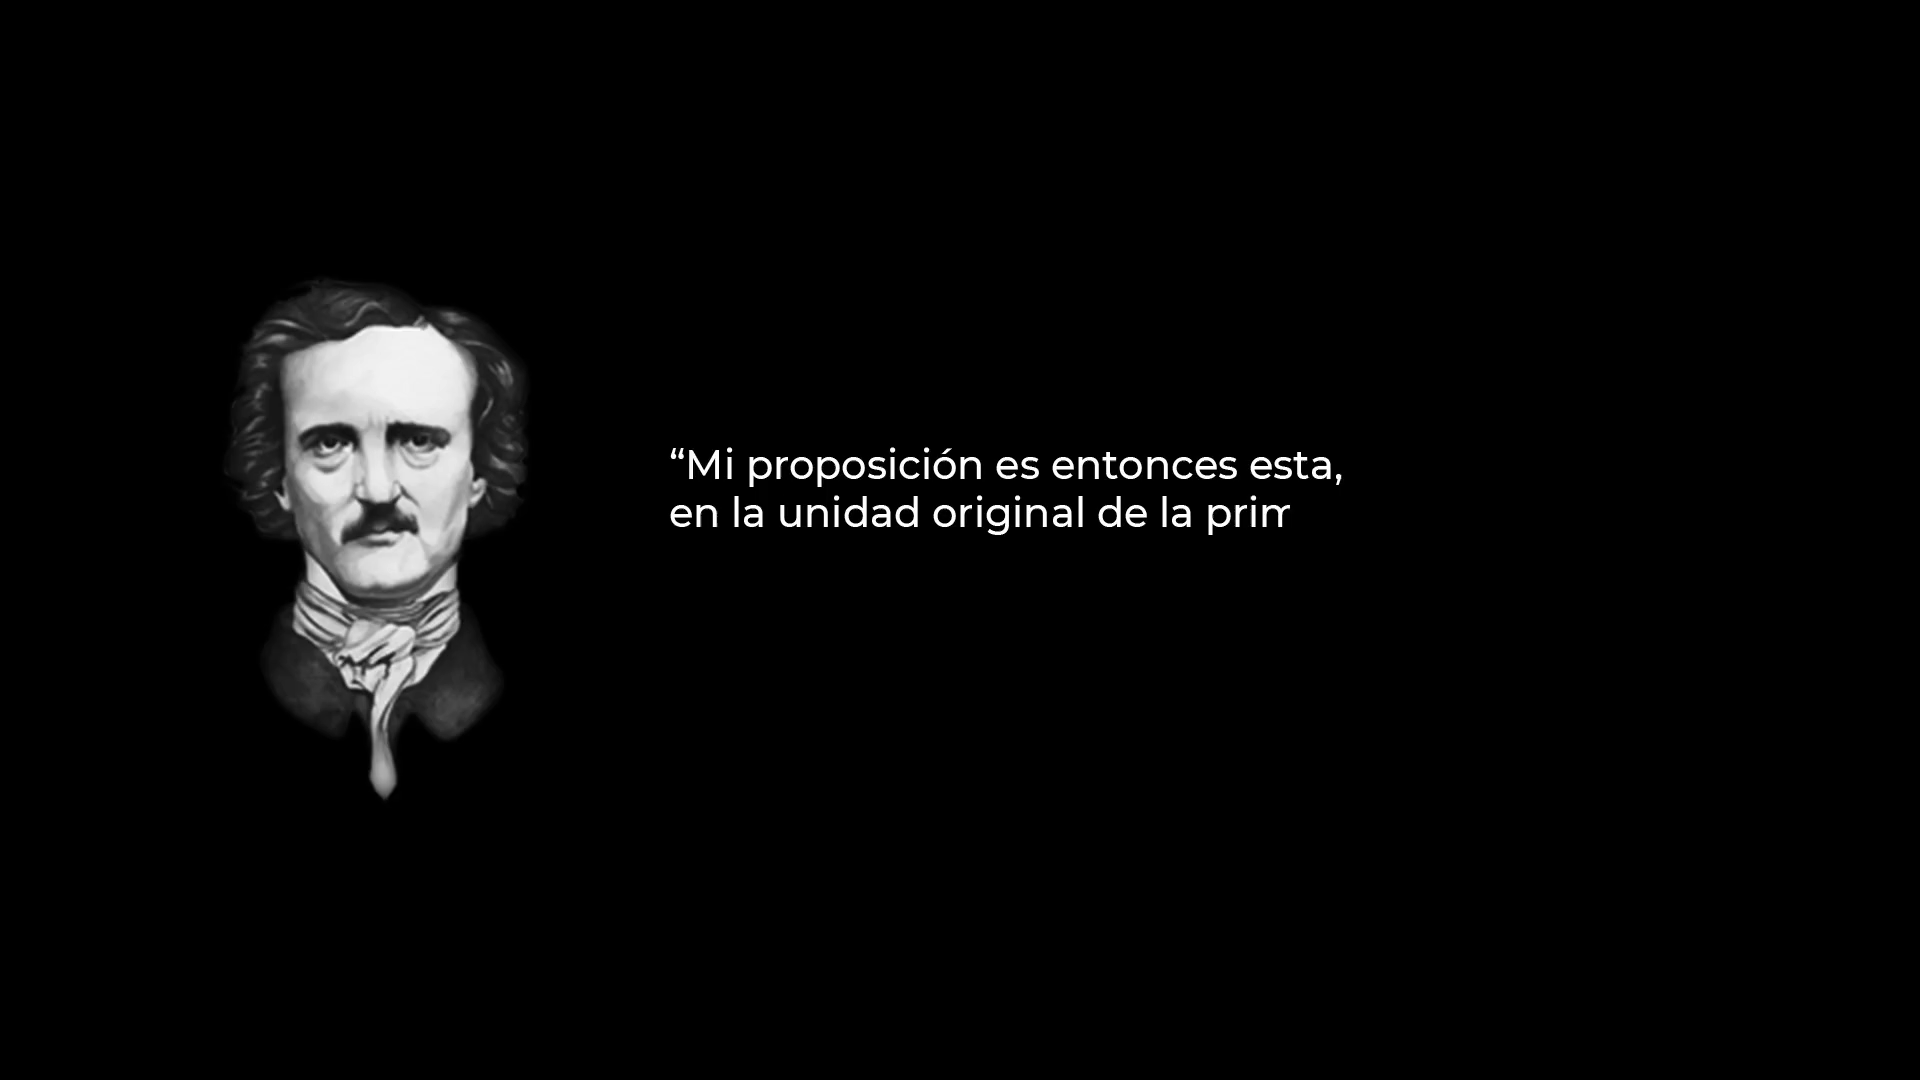 “Mi proposición es entonces esta,
en la unidad original de la prim